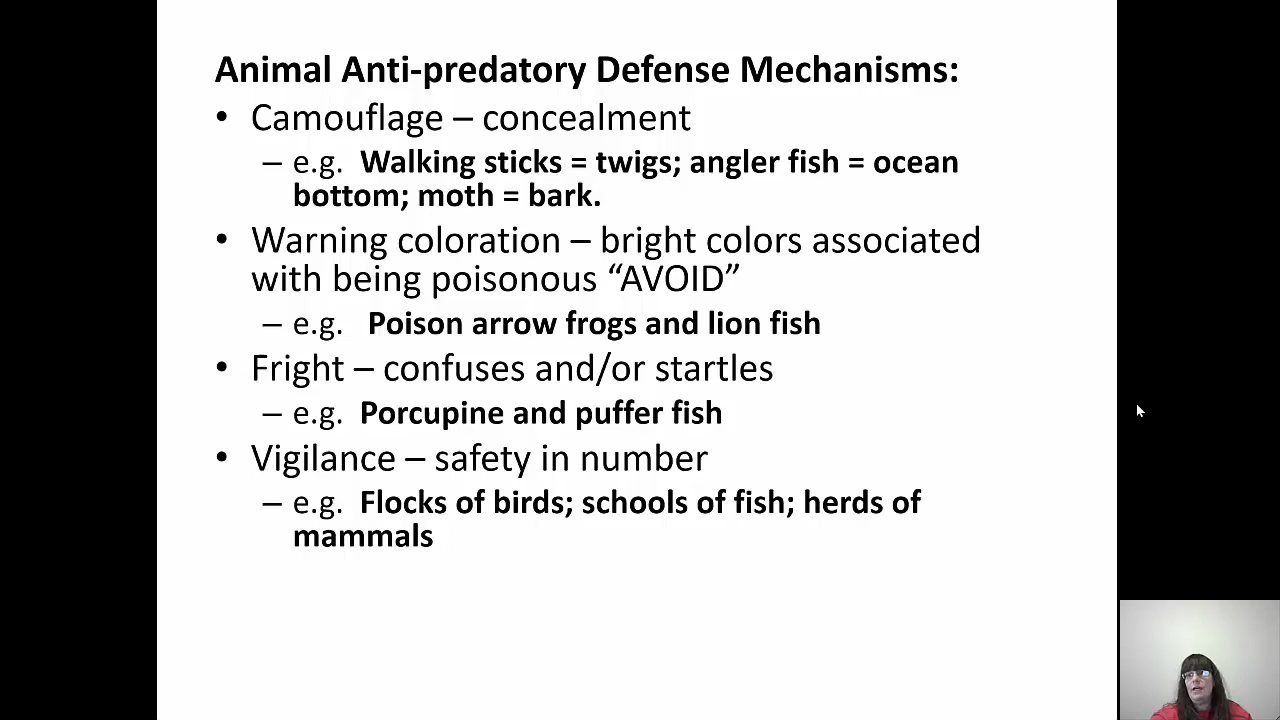 Animal Anti-predatory Defense Mechanisms:
• Camouflage – concealment
– e.g. Walking sticks = twigs; angler fish = ocean
bottom; moth = bark.
• Warning coloration – bright colors associated
with being poisonous “AVOID”
– e.g. Poison arrow frogs and lion fish
• Fright – confuses and/or startles
– e.g. Porcupine and puffer fish
• Vigilance – safety in number
– e.g. Flocks of birds; schools of fish; herds of
mammals